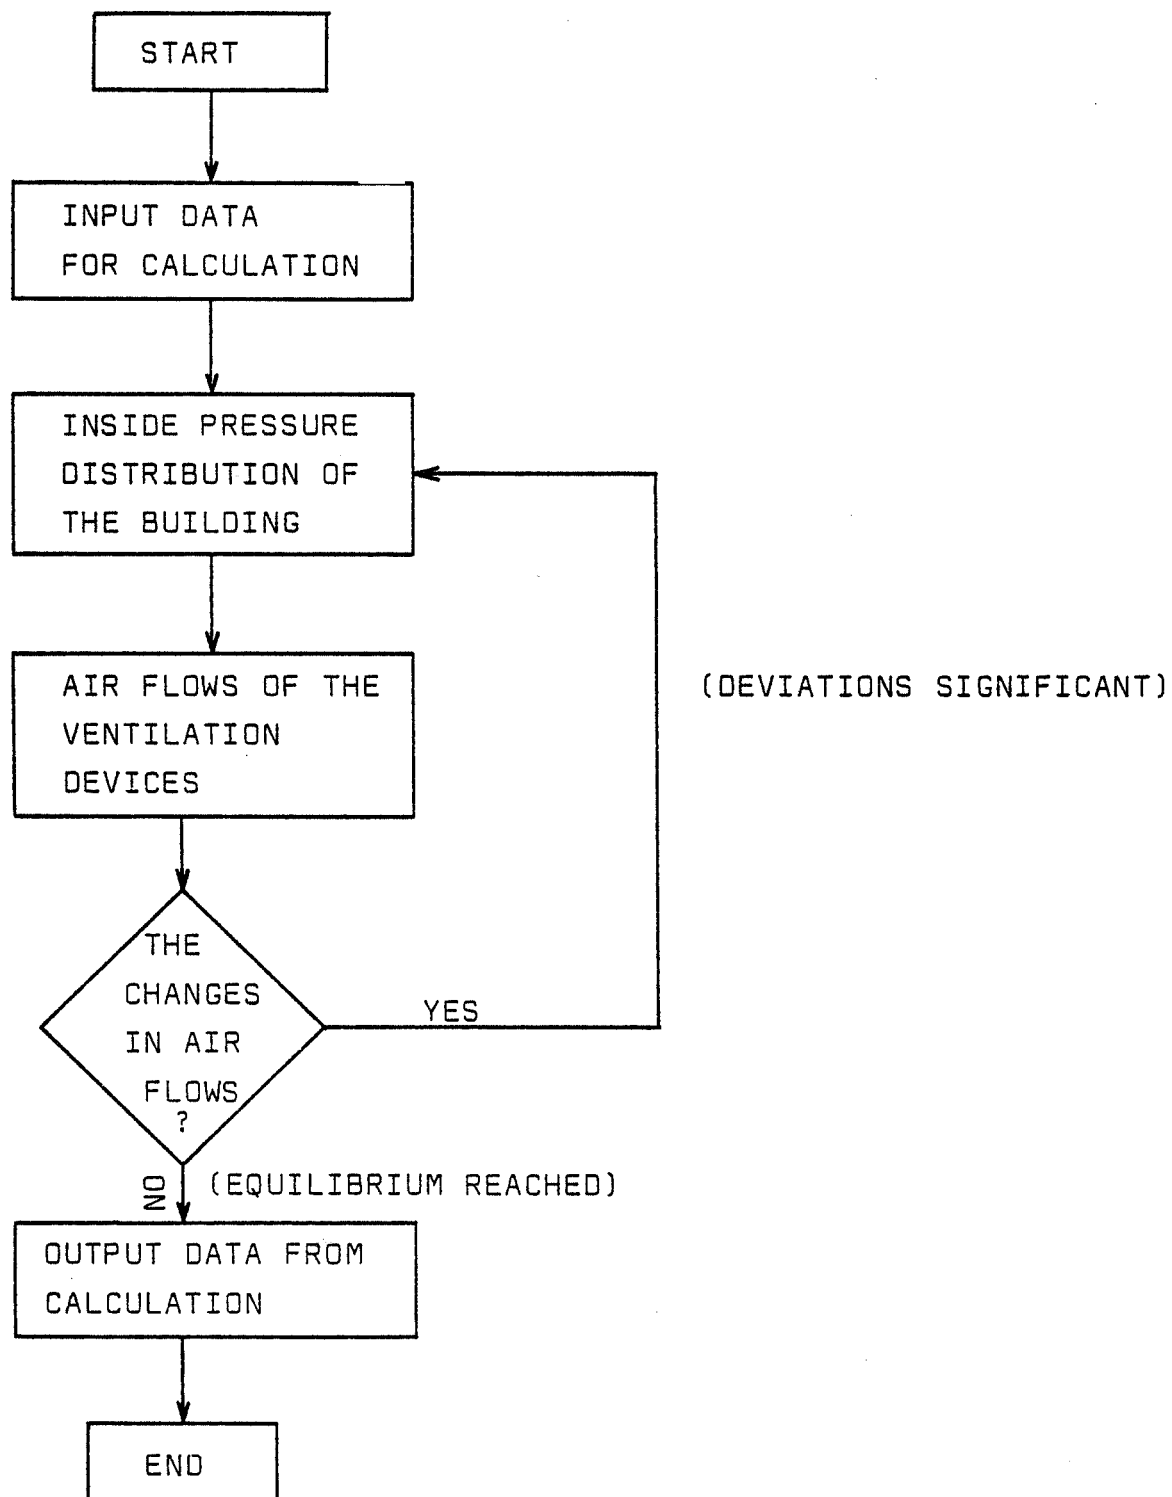 START
INPUT DATA
FOR CALCULATION
INSIDE PRESSURE
DISTRIBUTION OF
THE BUILDING
AIR FLOWS OF THE
VENTILATION
DEVICES
(DEVIATIONS SIGNIFICANT)
THE
CHANGES
IN AIR
FLOWS
?
YES
NO
(EQUILIBRIUM REACHED)
OUTPUT DATA FROM
CALCULATION
END